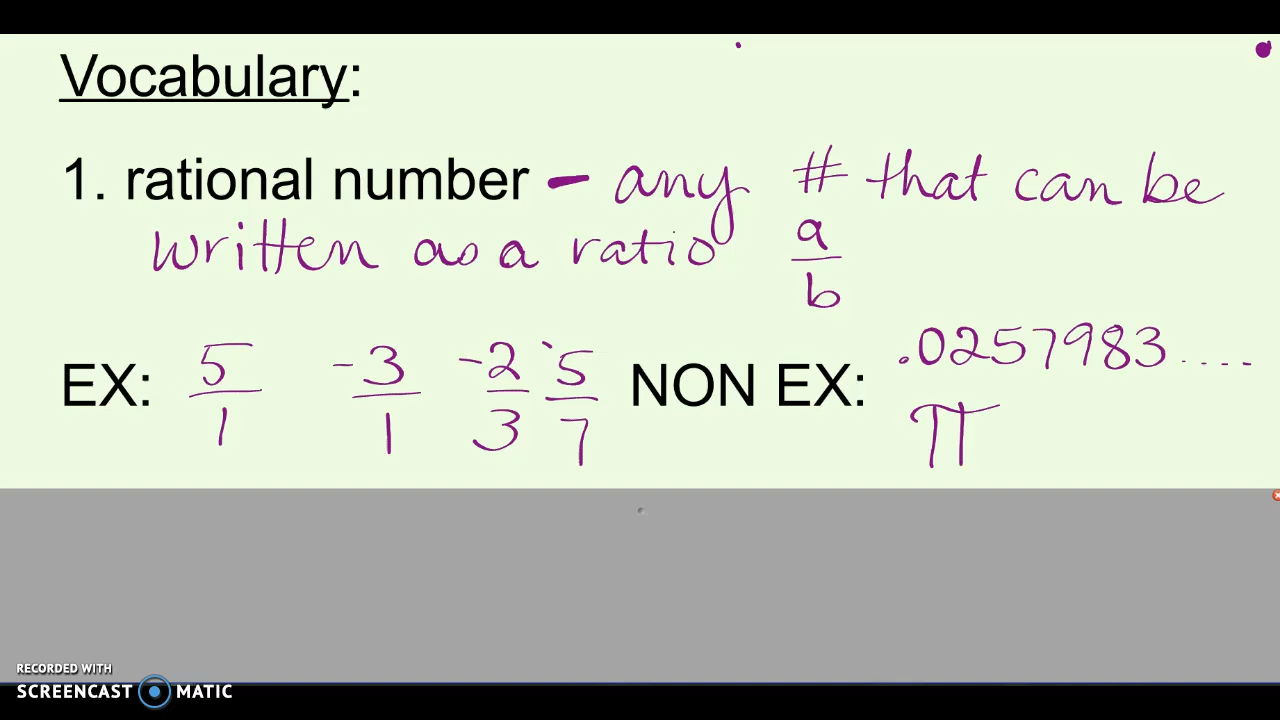 Vocabulary:
1. rational number - any # that can be
written as a ratio a/b
EX: 5/1 -3/1 -2/3 5/7 NON EX: .0257983....
π
RECORDED WITH
SCREENCAST MATIC